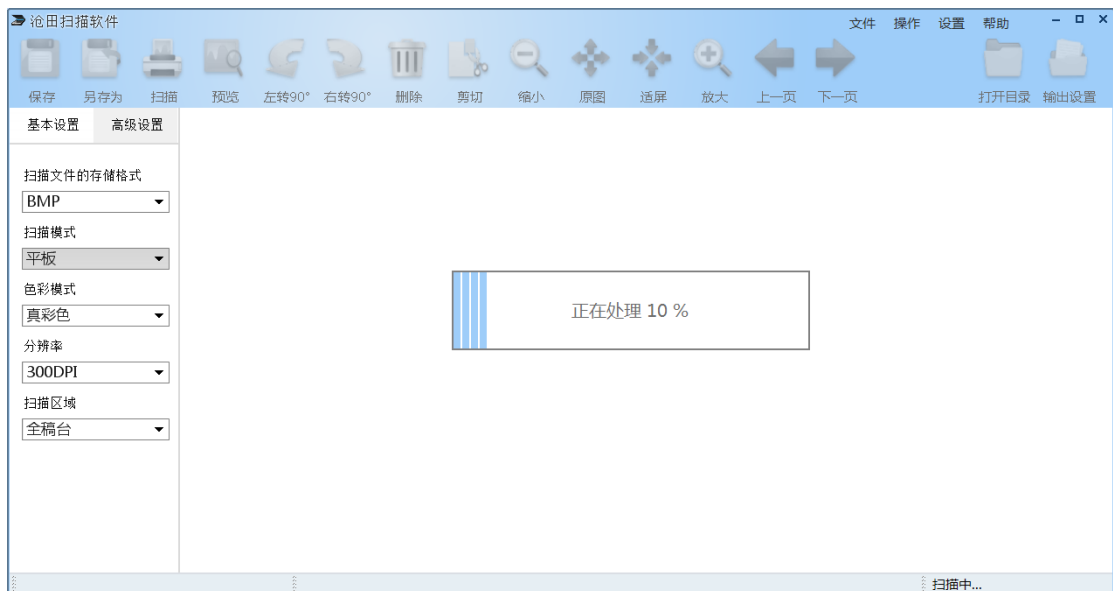 沧田扫描软件
文件 操作 设置 帮助
保存 另存为 扫描 预览 左转90° 右转90° 删除 剪切 缩小 原图 适屏 放大 上一页 下一页 打开目录 输出设置
基本设置 高级设置
扫描文件的存储格式
BMP
扫描模式
平板
色彩模式
真彩色
分辨率
300DPI
扫描区域
全稿台
正在处理 10 %
扫描中...